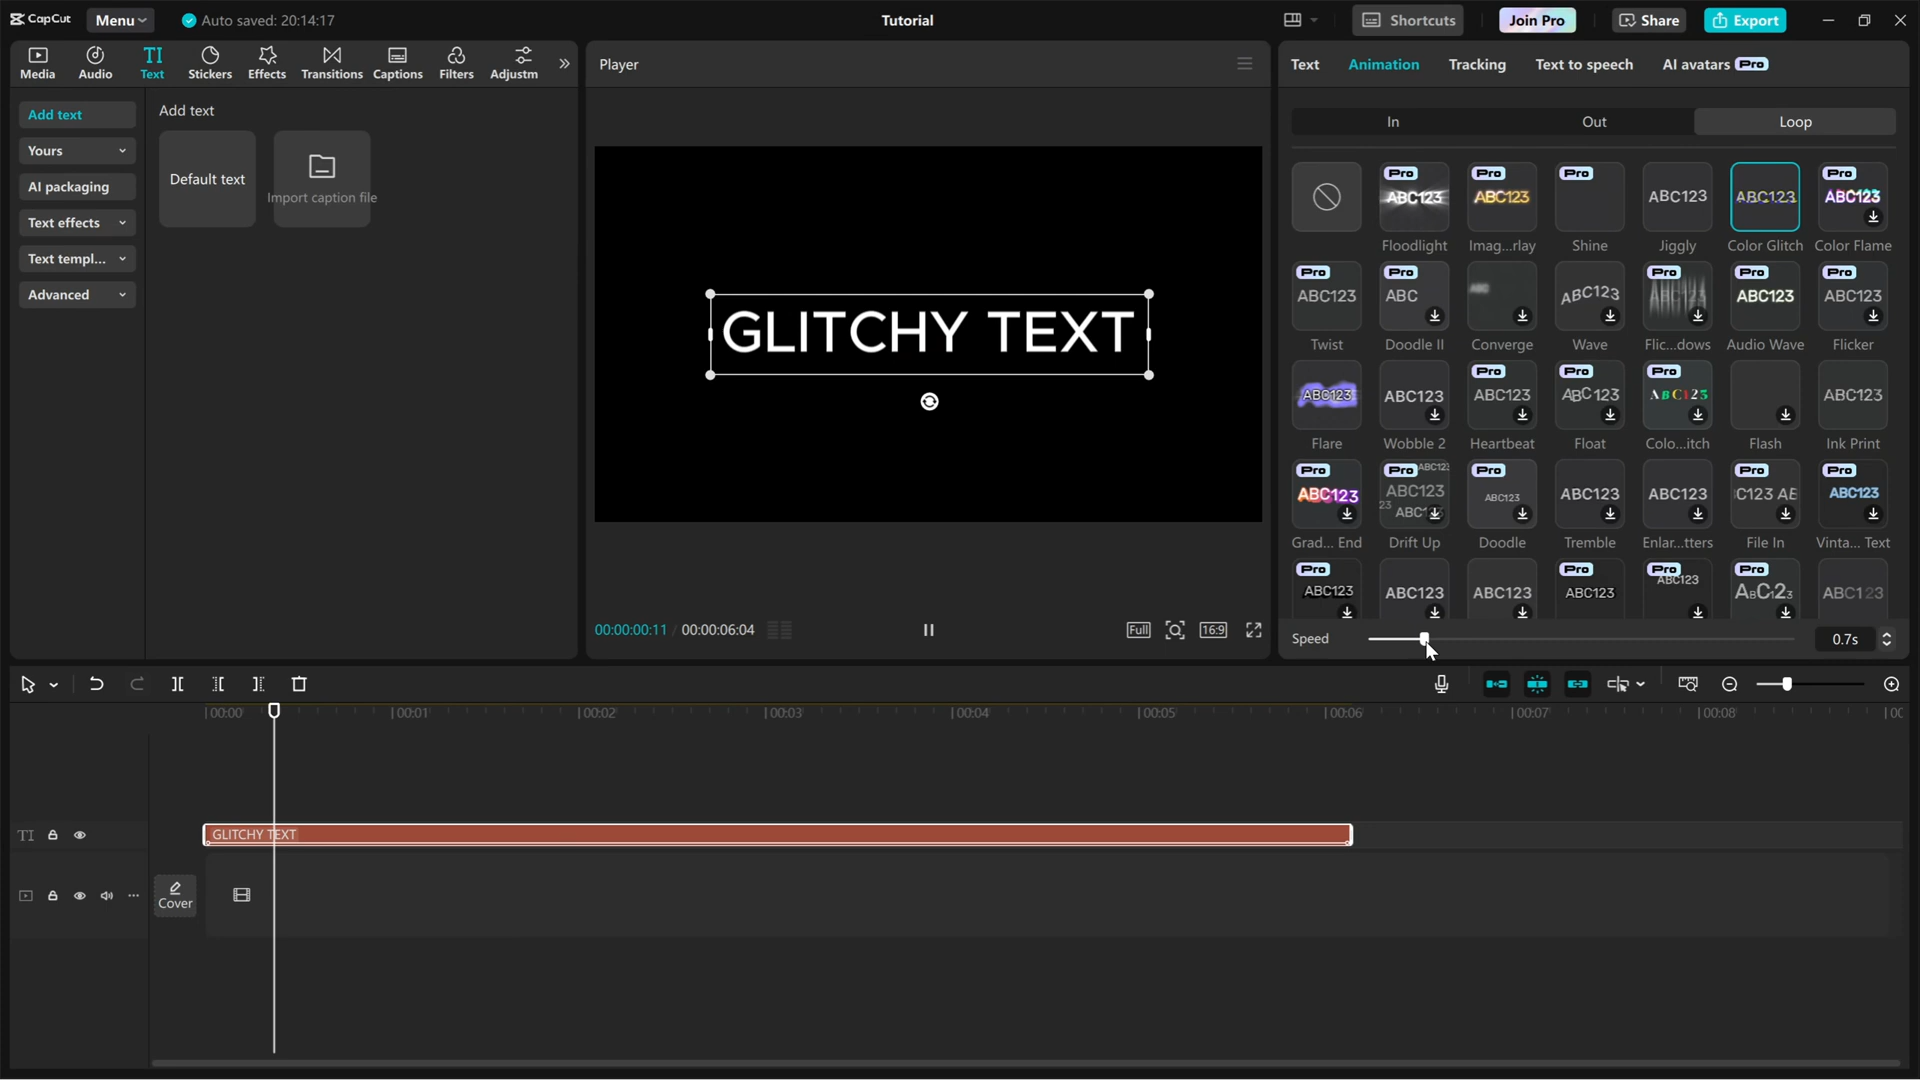 CapCut
Menu
Auto saved: 20:14:17
Tutorial
Shortcuts
Join Pro
Share
Export
Media
Audio
TI
Text
Stickers
Effects
Transitions
Captions
Filters
Adjustm
Player
Text
Animation
Tracking
Text to speech
AI avatars Pro
Add text
Yours
AI packaging
Text effects
Text templ...
Advanced
Add text
Default text
Import caption file
GLITCHY TEXT
00:00:00:11 / 00:00:06:04
Full
16:9
In
Out
Loop
Pro ABC123
Pro ABC123
Pro
ABC123
ABC123
Pro ABC123
Floodlight
Imag...rlay
Shine
Jiggly
Color Glitch
Color Flame
Pro ABC123
Pro ABC
ABC
ABC123
Pro ABC123
Pro ABC123
Pro ABC123
Twist
Doodle II
Converge
Wave
Flic...dows
Audio Wave
Flicker
ABC123
ABC123
Pro ABC123
Pro ABC123
Pro ABC123
ABC123
Flare
Wobble 2
Heartbeat
Float
Colo...itch
Flash
Ink Print
Pro ABC123
Pro ABC123 ABC123 23 ABC123
Pro ABC123
ABC123
ABC123
Pro C123 AB
Pro ABC123
Grad... End
Drift Up
Doodle
Tremble
Enlar...tters
File In
Vinta... Text
Pro ABC123
ABC123
ABC123
Pro ABC123
Pro ABC123
Pro ABC123
ABC123
Speed
0.7s
00:00
00:01
00:02
00:03
00:04
00:05
00:06
00:07
00:08
00
TI
GLITCHY TEXT
Cover